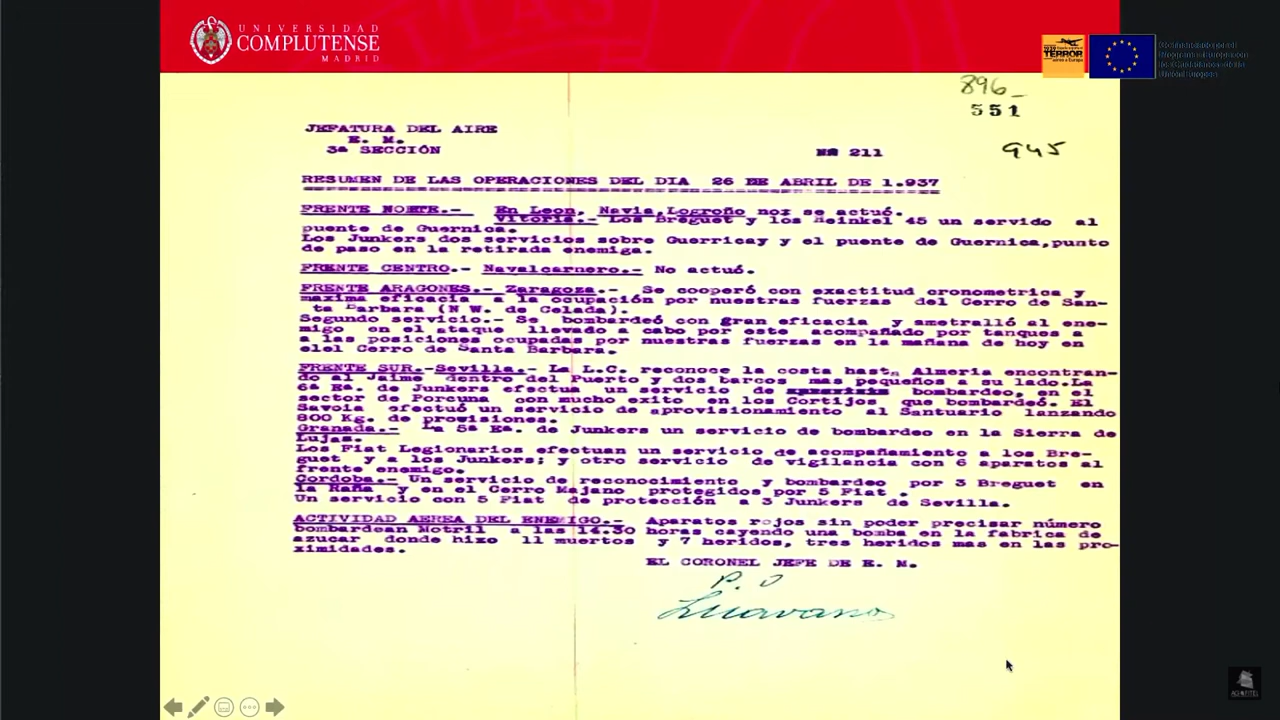 UNIVERSIDAD
COMPLUTENSE
MADRID
TERROR
Cofinanciado por el
Programa Europa con
los Ciudadanos de la
Unión Europea
896
551
945
JEFATURA DEL AIRE
E. M.
3ª SECCIÓN
Nº 211
RESUMEN DE LAS OPERACIONES DEL DIA 26 DE ABRIL DE 1.937
FRENTE NORTE.- En Leon, Navia,Logroño noz se actuó.
Vitoria.- Los Breguet y los Heinkel 45 un servido al
puente de Guernica.
Los Junkers dos servicios sobre Guerricay y el puente de Guernica,punto
de paso en la retirada enemiga.
FRENTE CENTRO.- Navalcarnero.- No actuó.
FRENTE ARAGONES.- Zaragoza.- Se cooperó con exactitud cronometrica y
maxima eficacia a la ocupación por nuestras fuerzas del Cerro de San-
ta Barbara (N W. de Celada).
Segundo servicio.- Se bombardeó con gran eficacia y ametralló al ene-
migo en el ataque llevado a cabo por este acompañado por tanques a
a las posiciones ocupadas por nuestras fuerzas en la mañana de hoy en
elel Cerro de Santa Barbara.
FRENTE SUR.-Sevilla.- La L.C. reconoce la costa hasta Almeria encontran-
do al Jaime dentro del Puerto y dos barcos mas pequeños a su lado.La
6ª Eª. de Junkers efectua un servicio de bombardeo, en el
sector de Porcuna con mucho exito en los Cortijos que bombardeó. El
Savoia efectuó un servicio de aprovisionamiento al Santuario lanzando
800 Kg. de provisiones.
Granada.- La 5ª Eª. de Junkers un servicio de bombardeo en la Sierra de
Lujas.
Los Fiat Legionarios efectuan un servicio de acompañamiento a los Bre-
guet y a los Junkers; y otro servicio de vigilancia con 6 aparatos al
frente enemigo.
Cordoba.- Un servicio de reconocimiento y bombardeo por 3 Breguet en
la Raña y en el Cerro Majano protegidos por 5 Fiat .
Un servicio con 5 Fiat de protección a 3 Junkers de Sevilla.
ACTIVIDAD AEREA DEL ENEMIGO.- Aparatos rojos sin poder precisar número
bombardean Motril a las 14.30 horas cayendo una bomba en la fabrica de
azucar donde hizo 11 muertos y 7 heridos, tres heridos mas en las pro-
ximidades.
EL CORONEL JEFE DE E. M.
P. O